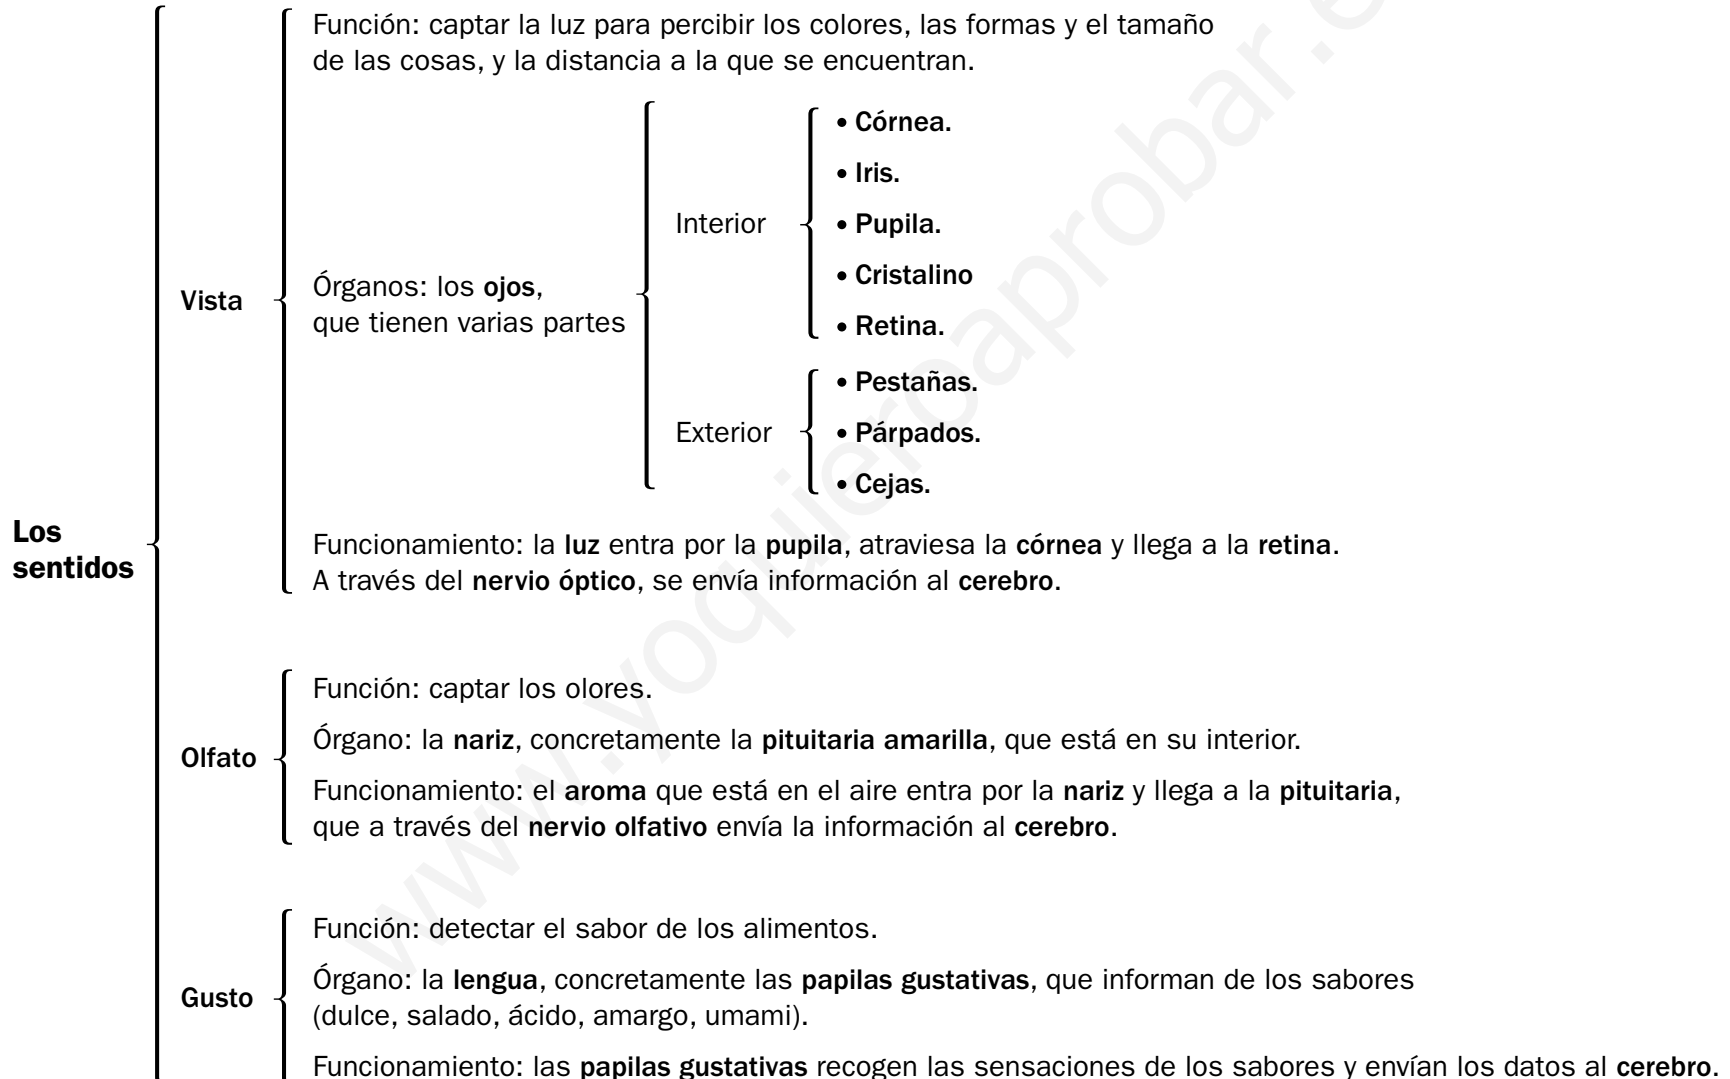 Función: captar la luz para percibir los colores, las formas y el tamaño
de las cosas, y la distancia a la que se encuentran.
• Córnea.
• Iris.
Interior
• Pupila.
• Cristalino
• Retina.
Vista
Órganos: los ojos,
que tienen varias partes
• Pestañas.
Exterior
• Párpados.
• Cejas.
Los
sentidos
Funcionamiento: la luz entra por la pupila, atraviesa la córnea y llega a la retina.
A través del nervio óptico, se envía información al cerebro.
Función: captar los olores.
Olfato
Órgano: la nariz, concretamente la pituitaria amarilla, que está en su interior.
Funcionamiento: el aroma que está en el aire entra por la nariz y llega a la pituitaria,
que a través del nervio olfativo envía la información al cerebro.
Función: detectar el sabor de los alimentos.
Gusto
Órgano: la lengua, concretamente las papilas gustativas, que informan de los sabores
(dulce, salado, ácido, amargo, umami).
Funcionamiento: las papilas gustativas recogen las sensaciones de los sabores y envían los datos al cerebro.
www.yoquieroaprobar.e